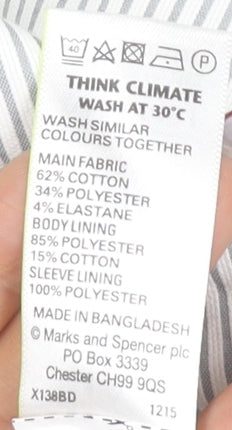 40 P
THINK CLIMATE
WASH AT 30°C
WASH SIMILAR
COLOURS TOGETHER
MAIN FABRIC
62% COTTON
34% POLYESTER
4% ELASTANE
BODY LINING
85% POLYESTER
15% COTTON
SLEEVE LINING
100% POLYESTER
MADE IN BANGLADESH
© Marks and Spencer plc
PO Box 3339
Chester CH99 9QS
X138BD 1215